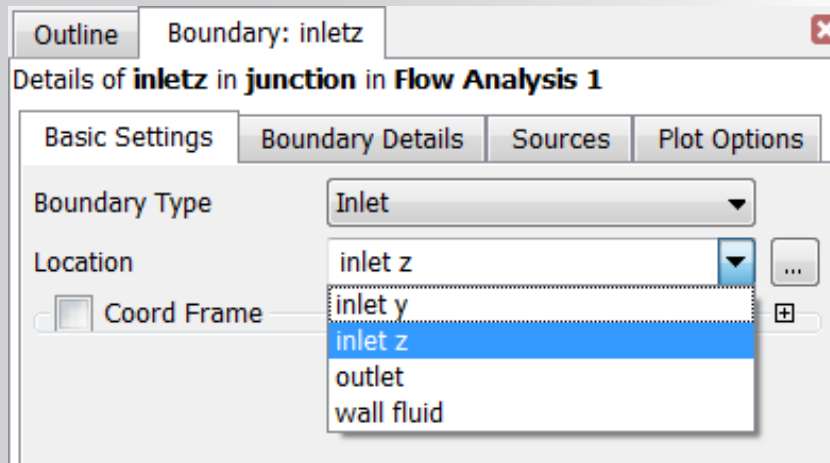 Outline Boundary: inletz
Details of inletz in junction in Flow Analysis 1
Basic Settings Boundary Details Sources Plot Options
Boundary Type Inlet
Location inlet z ...
Coord Frame inlet y
inlet z
outlet
wall fluid